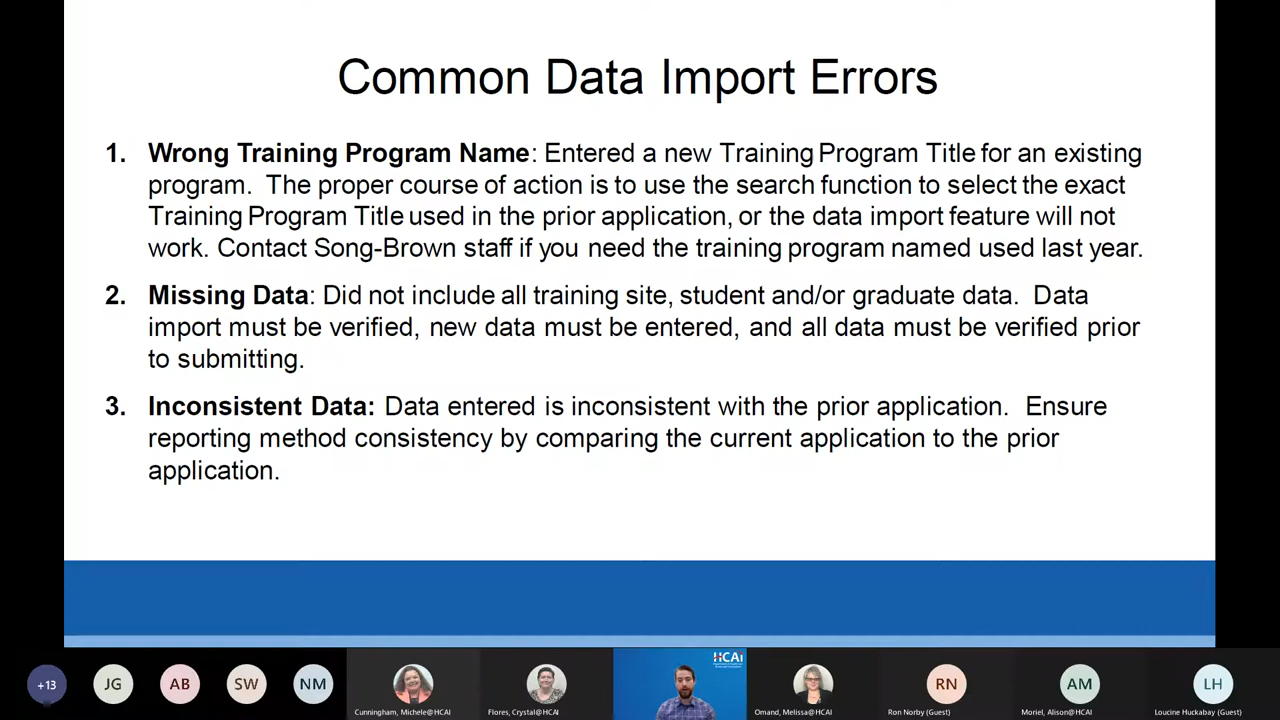 Common Data Import Errors
1. Wrong Training Program Name: Entered a new Training Program Title for an existing
program. The proper course of action is to use the search function to select the exact
Training Program Title used in the prior application, or the data import feature will not
work. Contact Song-Brown staff if you need the training program named used last year.
2. Missing Data: Did not include all training site, student and/or graduate data. Data
import must be verified, new data must be entered, and all data must be verified prior
to submitting.
3. Inconsistent Data: Data entered is inconsistent with the prior application. Ensure
reporting method consistency by comparing the current application to the prior
application.
HCAi
+13 JG AB SW NM RN AM LH
Cunningham, Michele@HCAI Flores, Crystal@HCAI Omand, Melissa@HCAI Ron Norby (Guest) Moriel, Alison@HCAI Loucine Huckabay (Guest)